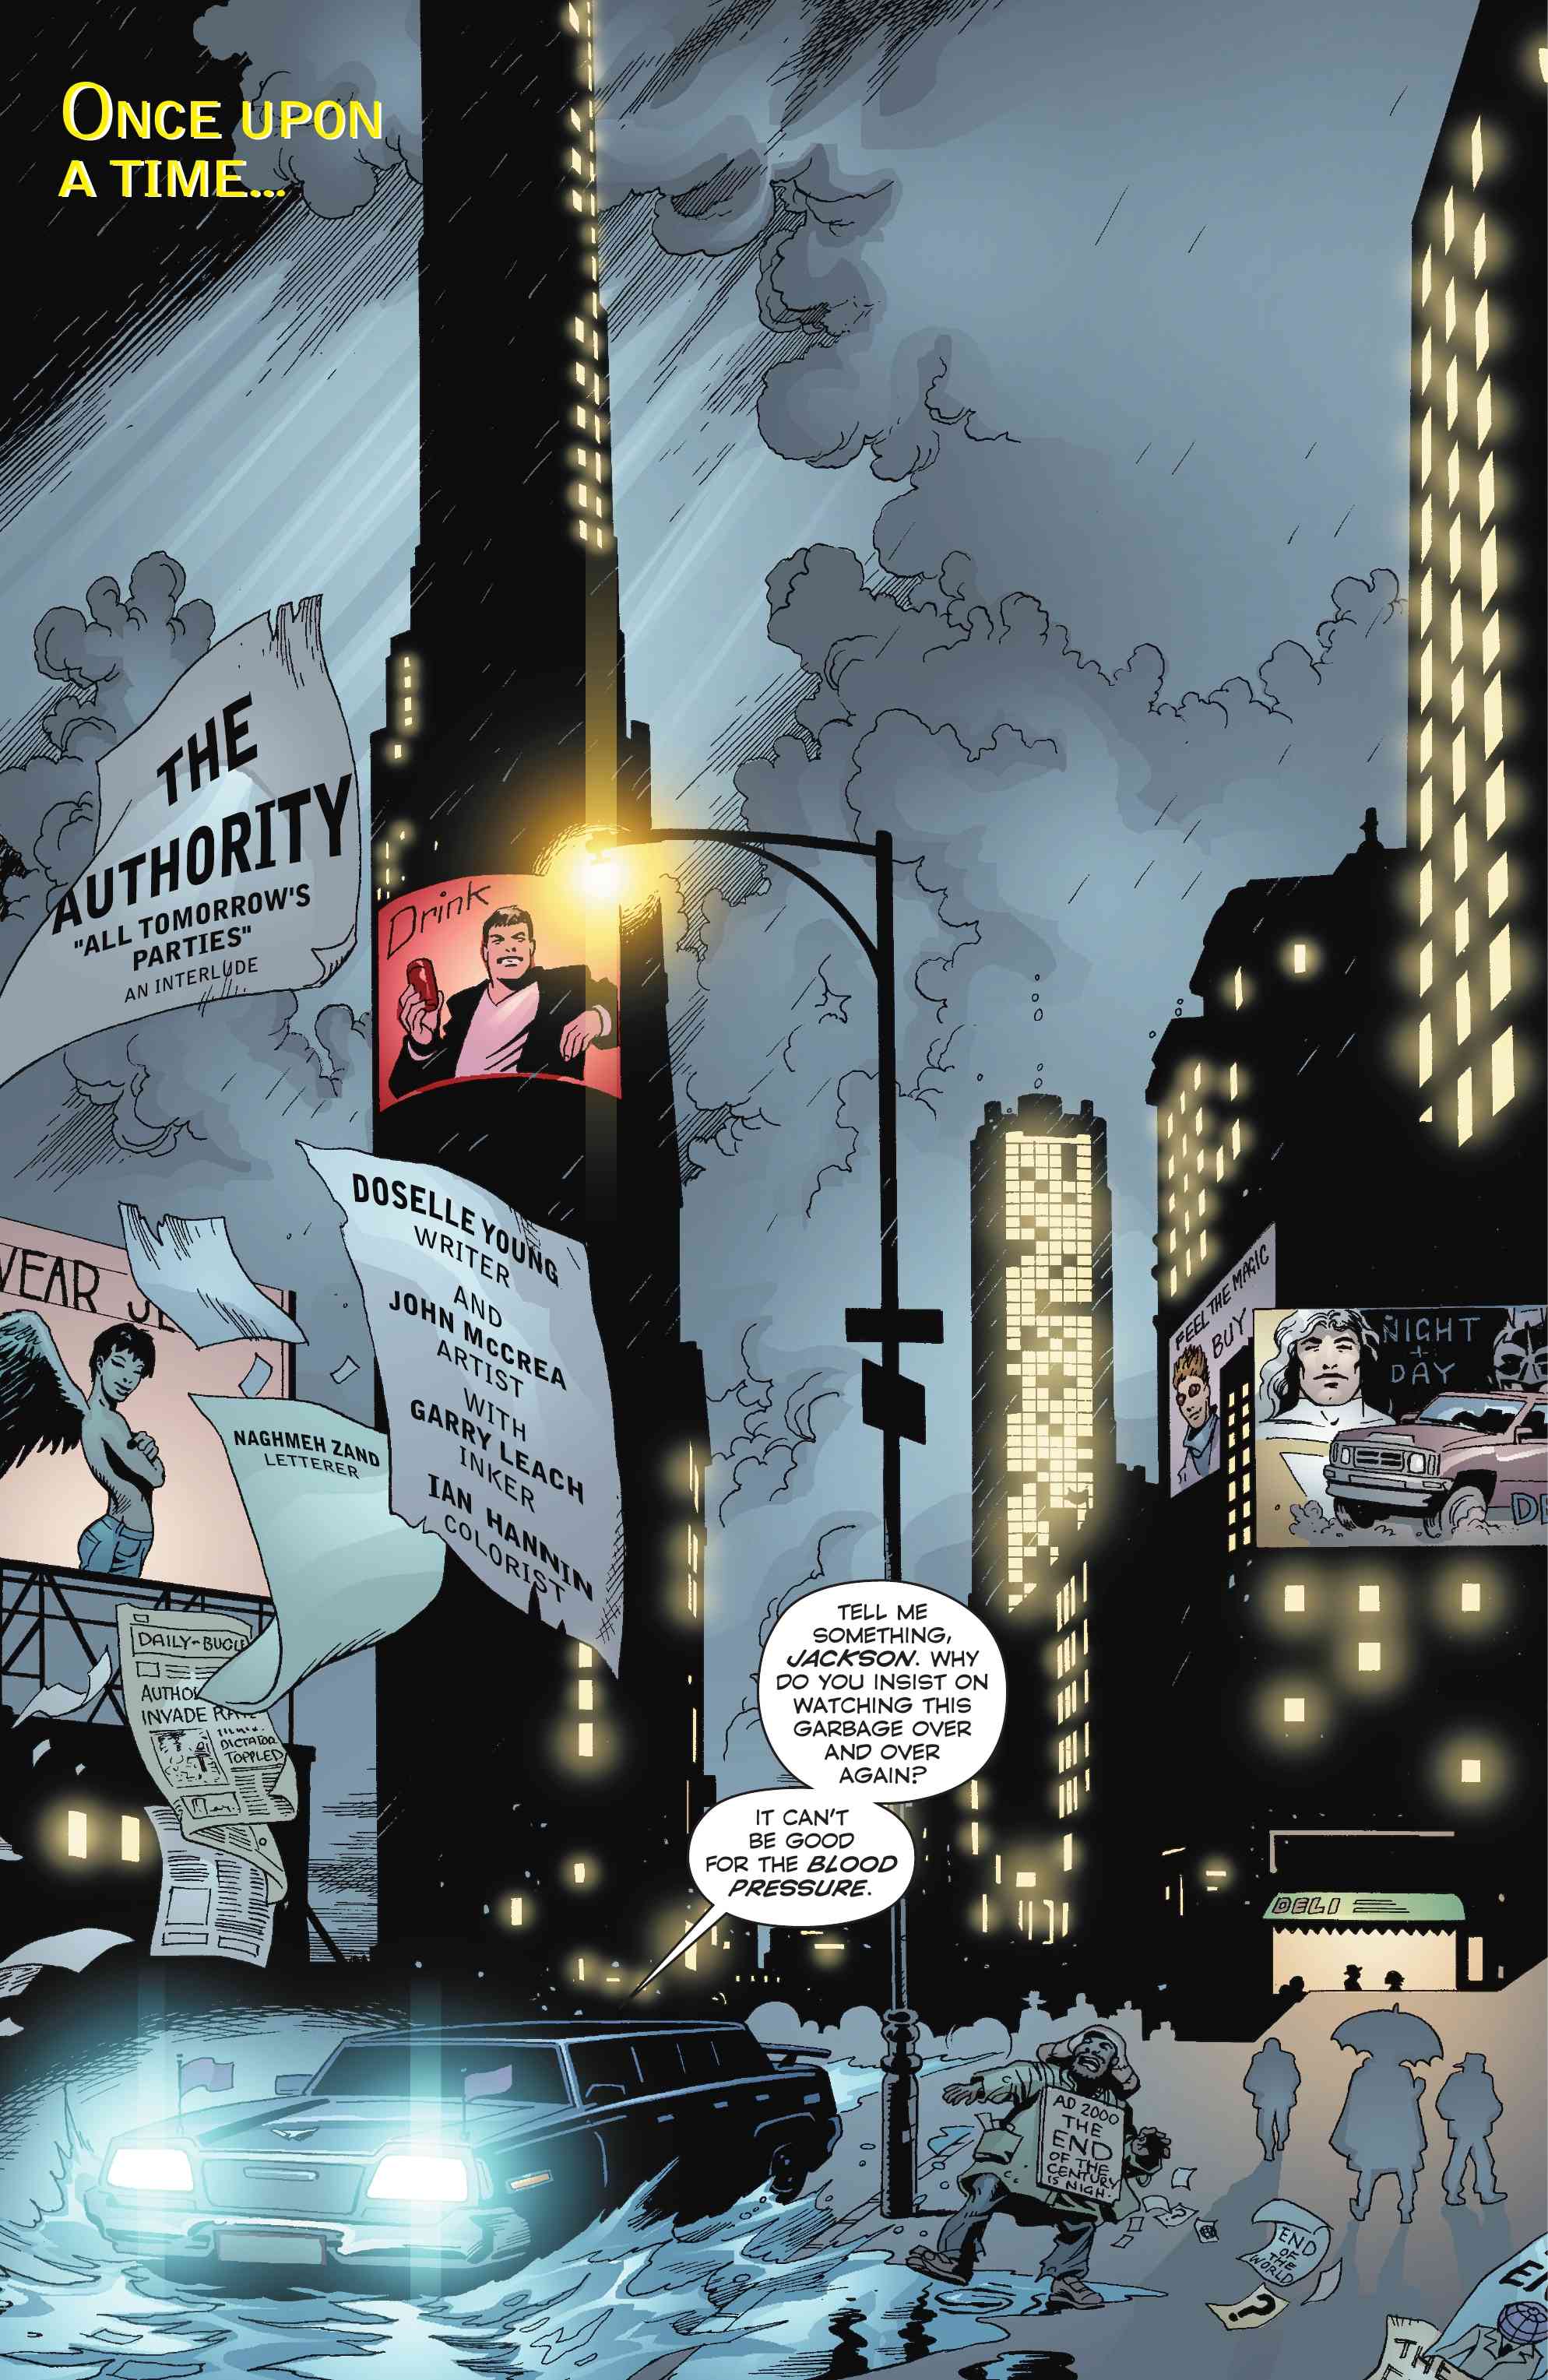 ONCE UPON
A TIME...
THE
AUTHORITY
"ALL TOMORROW'S
PARTIES"
AN INTERLUDE
Drink
DOSELLE YOUNG
WRITER
AND
JOHN McCREA
ARTIST
WITH
GARRY LEACH
INKER
IAN HANNIN
COLORIST
WEAR
NAGHMEH ZAND
LETTERER
FEEL THE MAGIC
BUY
NIGHT
+
DAY
DAILY-BUGLE
INVADE
DICTATOR
TOPPLED
TELL ME
SOMETHING,
JACKSON. WHY
DO YOU INSIST ON
WATCHING THIS
GARBAGE OVER
AND OVER
AGAIN?
IT CAN'T
BE GOOD
FOR THE BLOOD
PRESSURE.
DELI
AD 2000
THE
END
OF THE
CENTURY
IS NIGH.
?
END
OF
THE
WORLD
?
THE